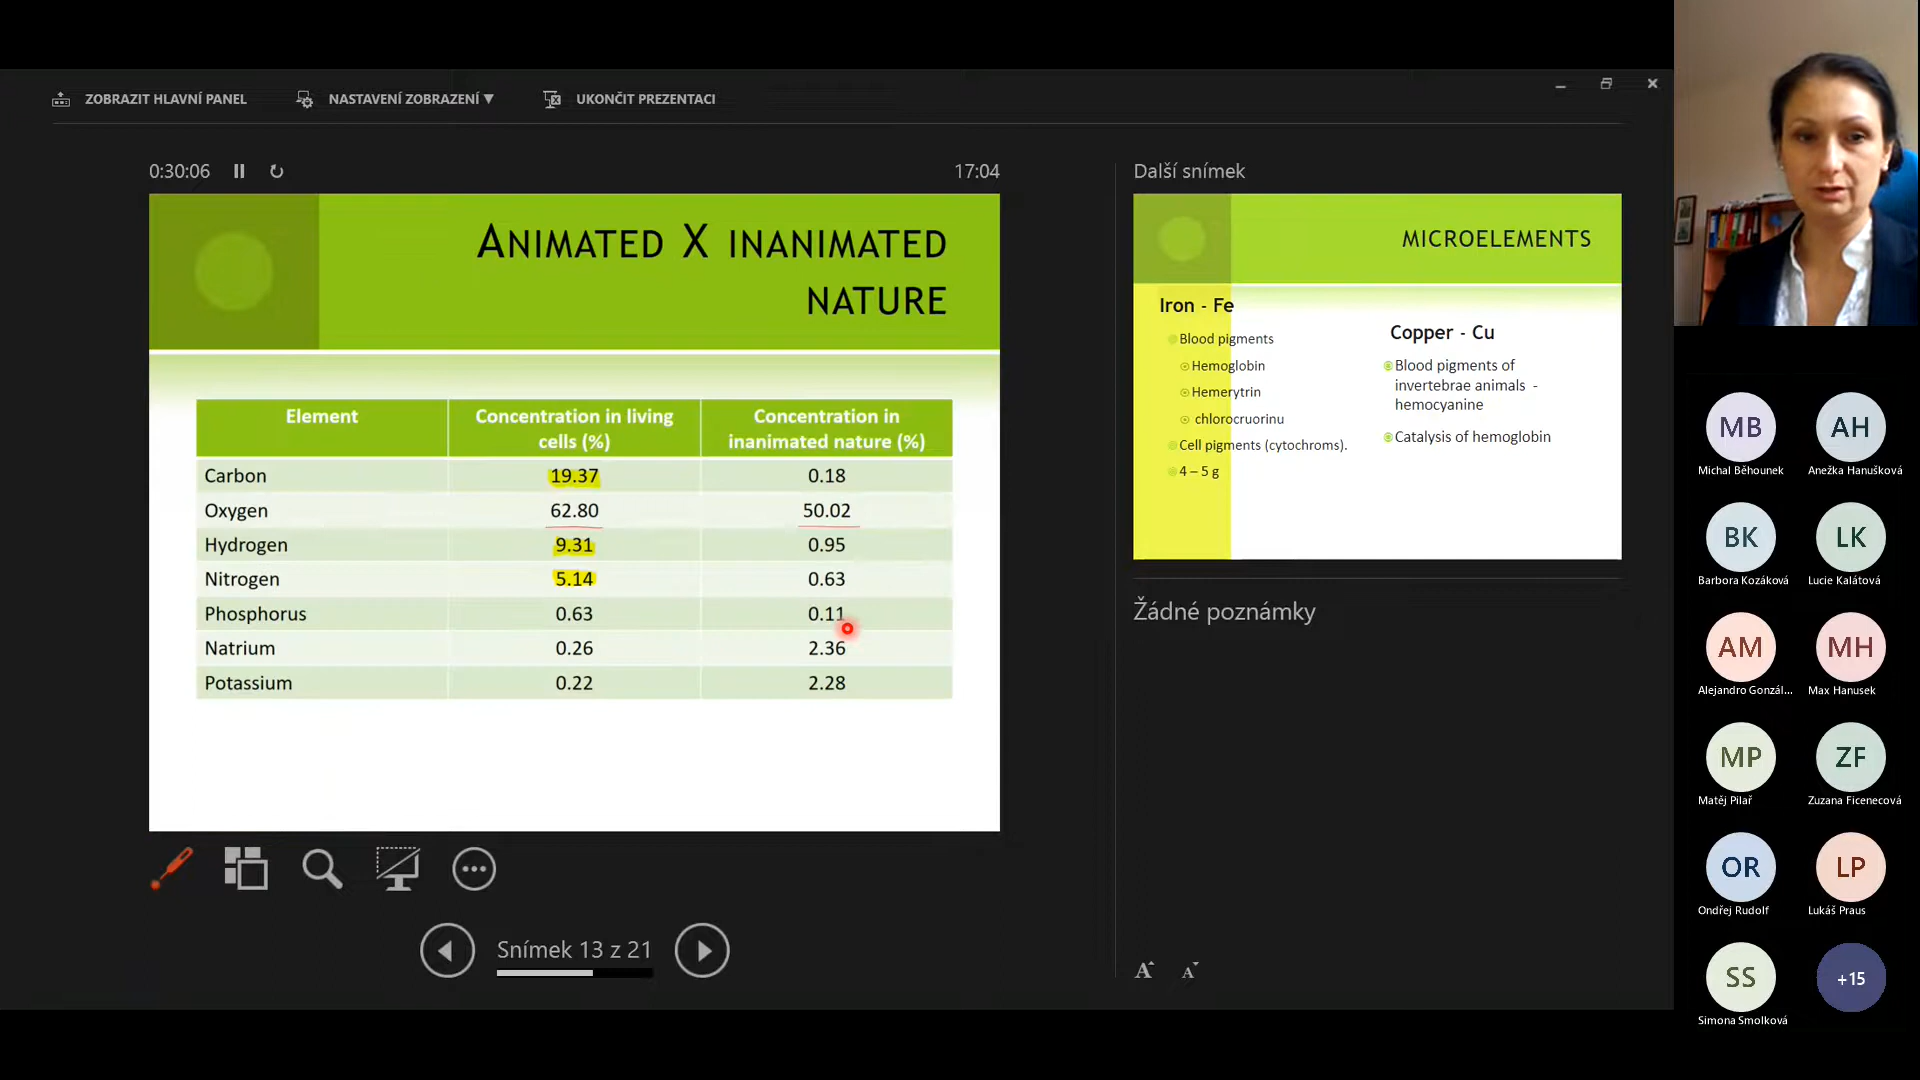 ZOBRAZIT HLAVNÍ PANEL
NASTAVENÍ ZOBRAZENÍ ▼
UKONČIT PREZENTACI
0:30:06
17:04
ANIMATED X INANIMATED
NATURE
Element
Concentration in living
cells (%)
Concentration in
inanimated nature (%)
Carbon 19.37 0.18
Oxygen 62.80 50.02
Hydrogen 9.31 0.95
Nitrogen 5.14 0.63
Phosphorus 0.63 0.11
Natrium 0.26 2.36
Potassium 0.22 2.28
Snímek 13 z 21
Další snímek
MICROELEMENTS
Iron - Fe
Blood pigments
Hemoglobin
Hemerytrin
chlorocruorinu
Cell pigments (cytochroms).
4 – 5 g
Copper - Cu
Blood pigments of
invertebrae animals -
hemocyanine
Catalysis of hemoglobin
Žádné poznámky
A A
MB
Michal Běhounek
AH
Anežka Hanušková
BK
Barbora Kozáková
LK
Lucie Kalátová
AM
Alejandro Gonzál...
MH
Max Hanusek
MP
Matěj Pilař
ZF
Zuzana Ficenecová
OR
Ondřej Rudolf
LP
Lukáš Praus
SS
Simona Smolková
+15